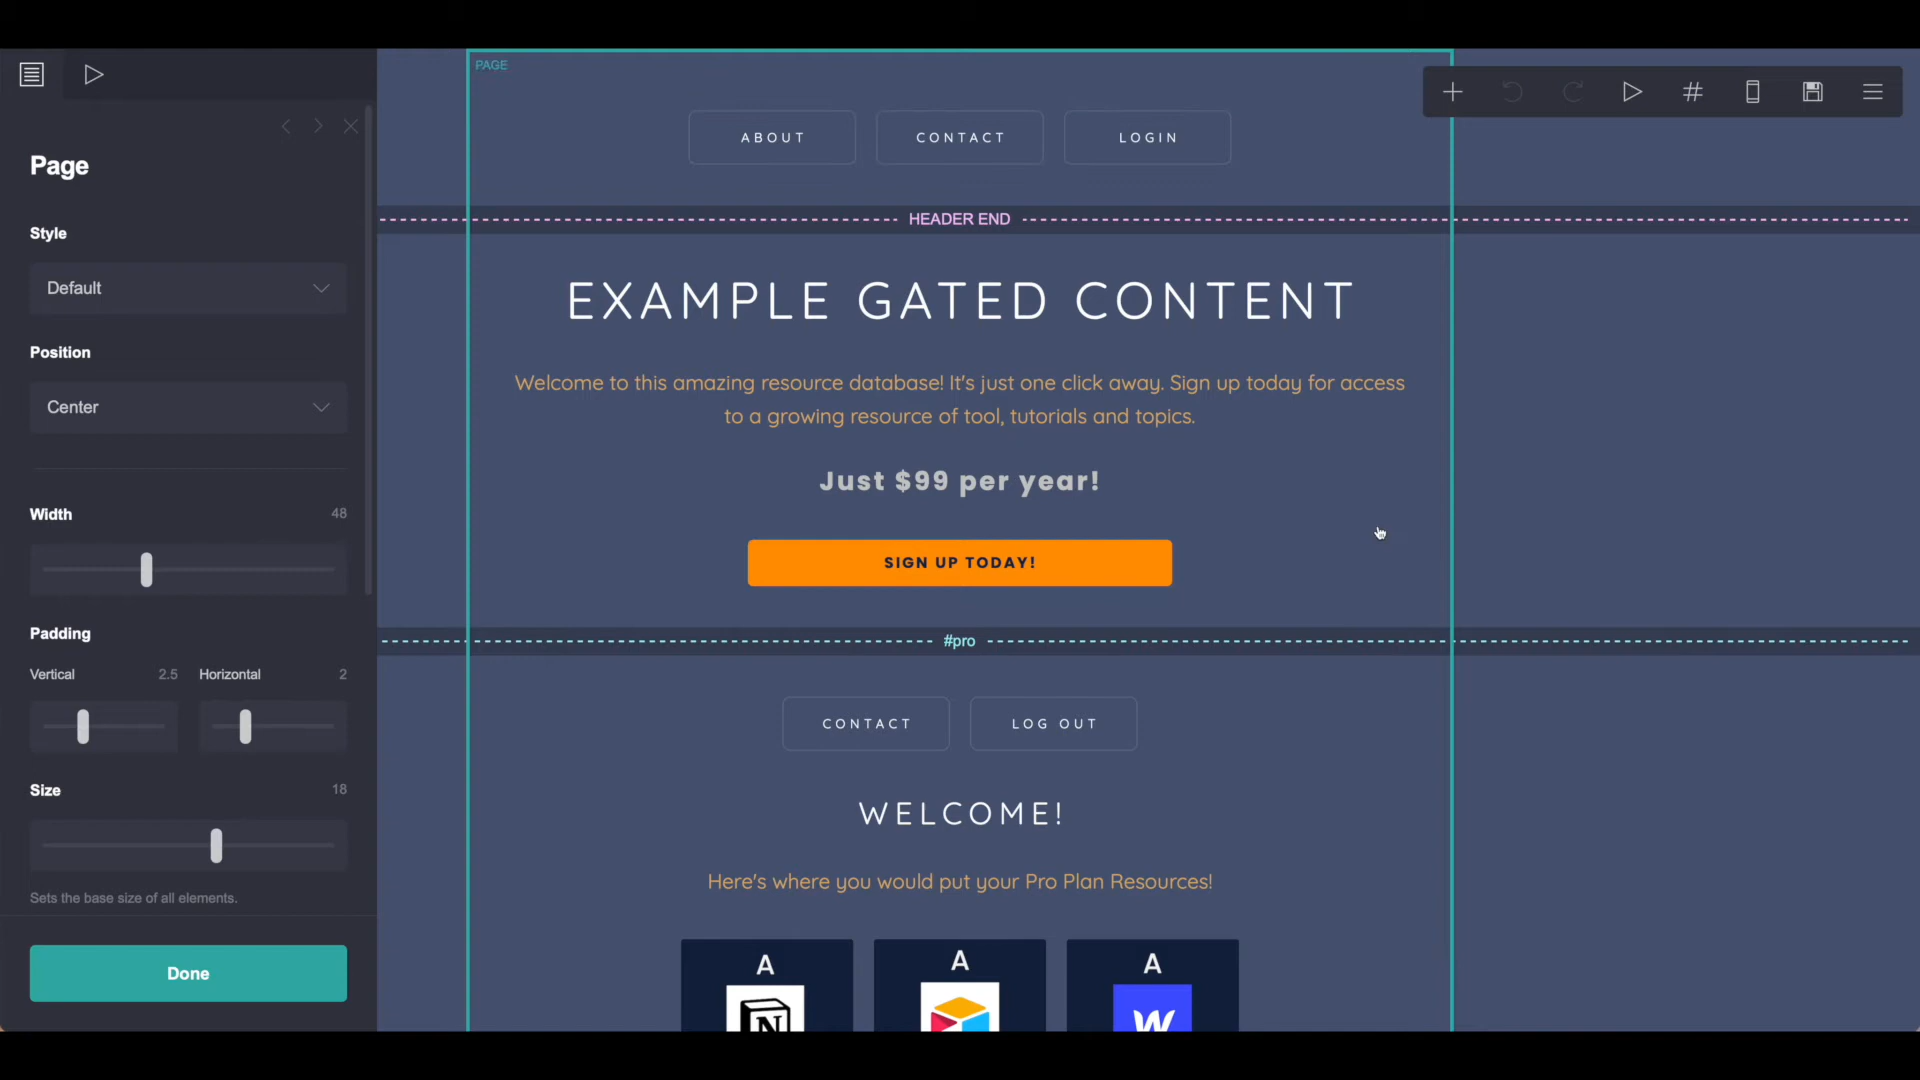 Page
Style
Default
Position
Center
Width 48
Padding
Vertical 2.5 Horizontal 2
Size 18
Sets the base size of all elements.
Done
PAGE
ABOUT CONTACT LOGIN
HEADER END
EXAMPLE GATED CONTENT
Welcome to this amazing resource database! It's just one click away. Sign up today for access
to a growing resource of tool, tutorials and topics.
Just $99 per year!
SIGN UP TODAY!
#pro
CONTACT LOG OUT
WELCOME!
Here's where you would put your Pro Plan Resources!
A A A
N W